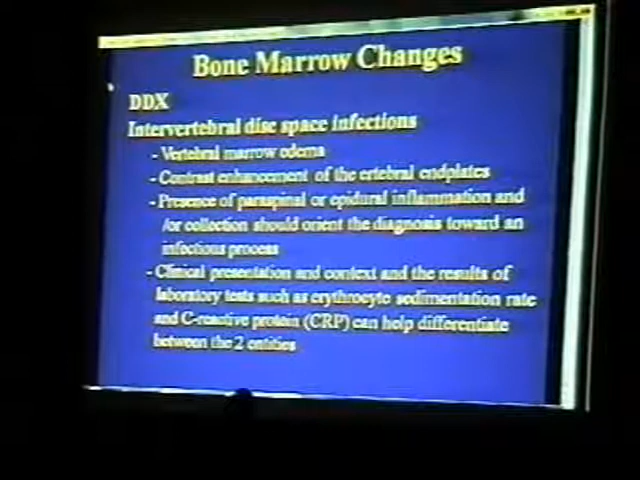 Bone Marrow Changes
DDX
Intervertebral disc space infections
- Vertebral marrow edema
- Contrast enhancement of the ertebral endplates
- Presence of paraspinal or epidural inflammation and
/or collection should orient the diagnosis toward an
infectious process
- Clinical presentation and context and the results of
laboratory tests such as erythrocyte sedimentation rate
and C-reactive protein (CRP) can help differentiate
between the 2 entities